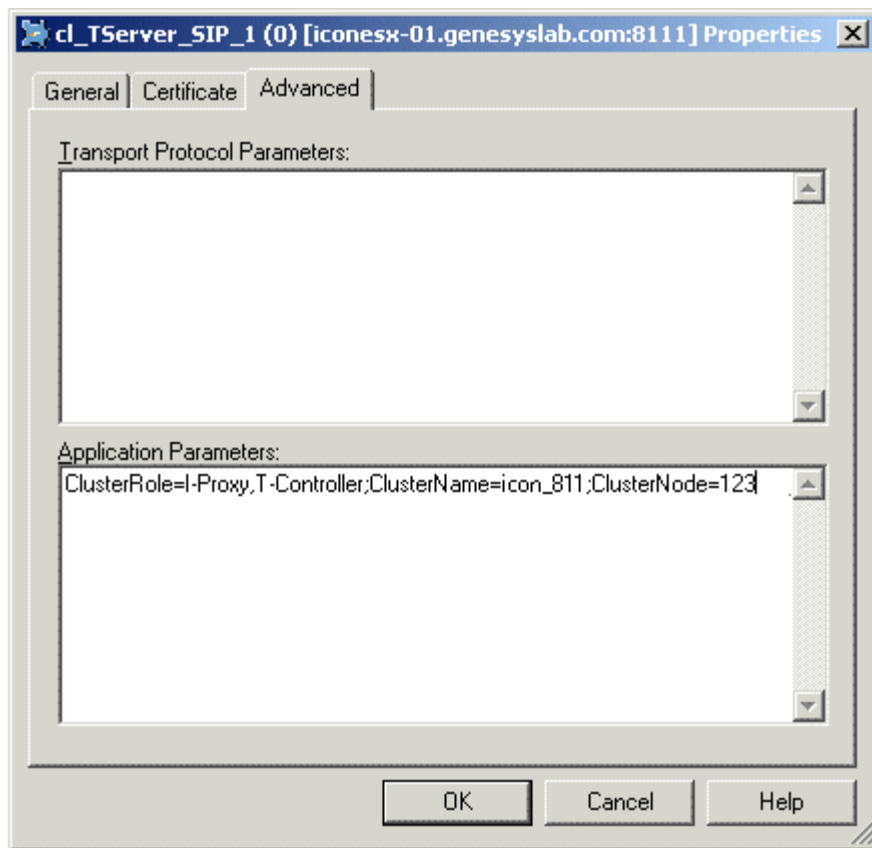 cl_TServer_SIP_1 (0) [iconesx-01.genesyslab.com:8111] Properties
General Certificate Advanced
Transport Protocol Parameters:
Application Parameters:
ClusterRole=I-Proxy,T-Controller;ClusterName=icon_811;ClusterNode=123
OK Cancel Help